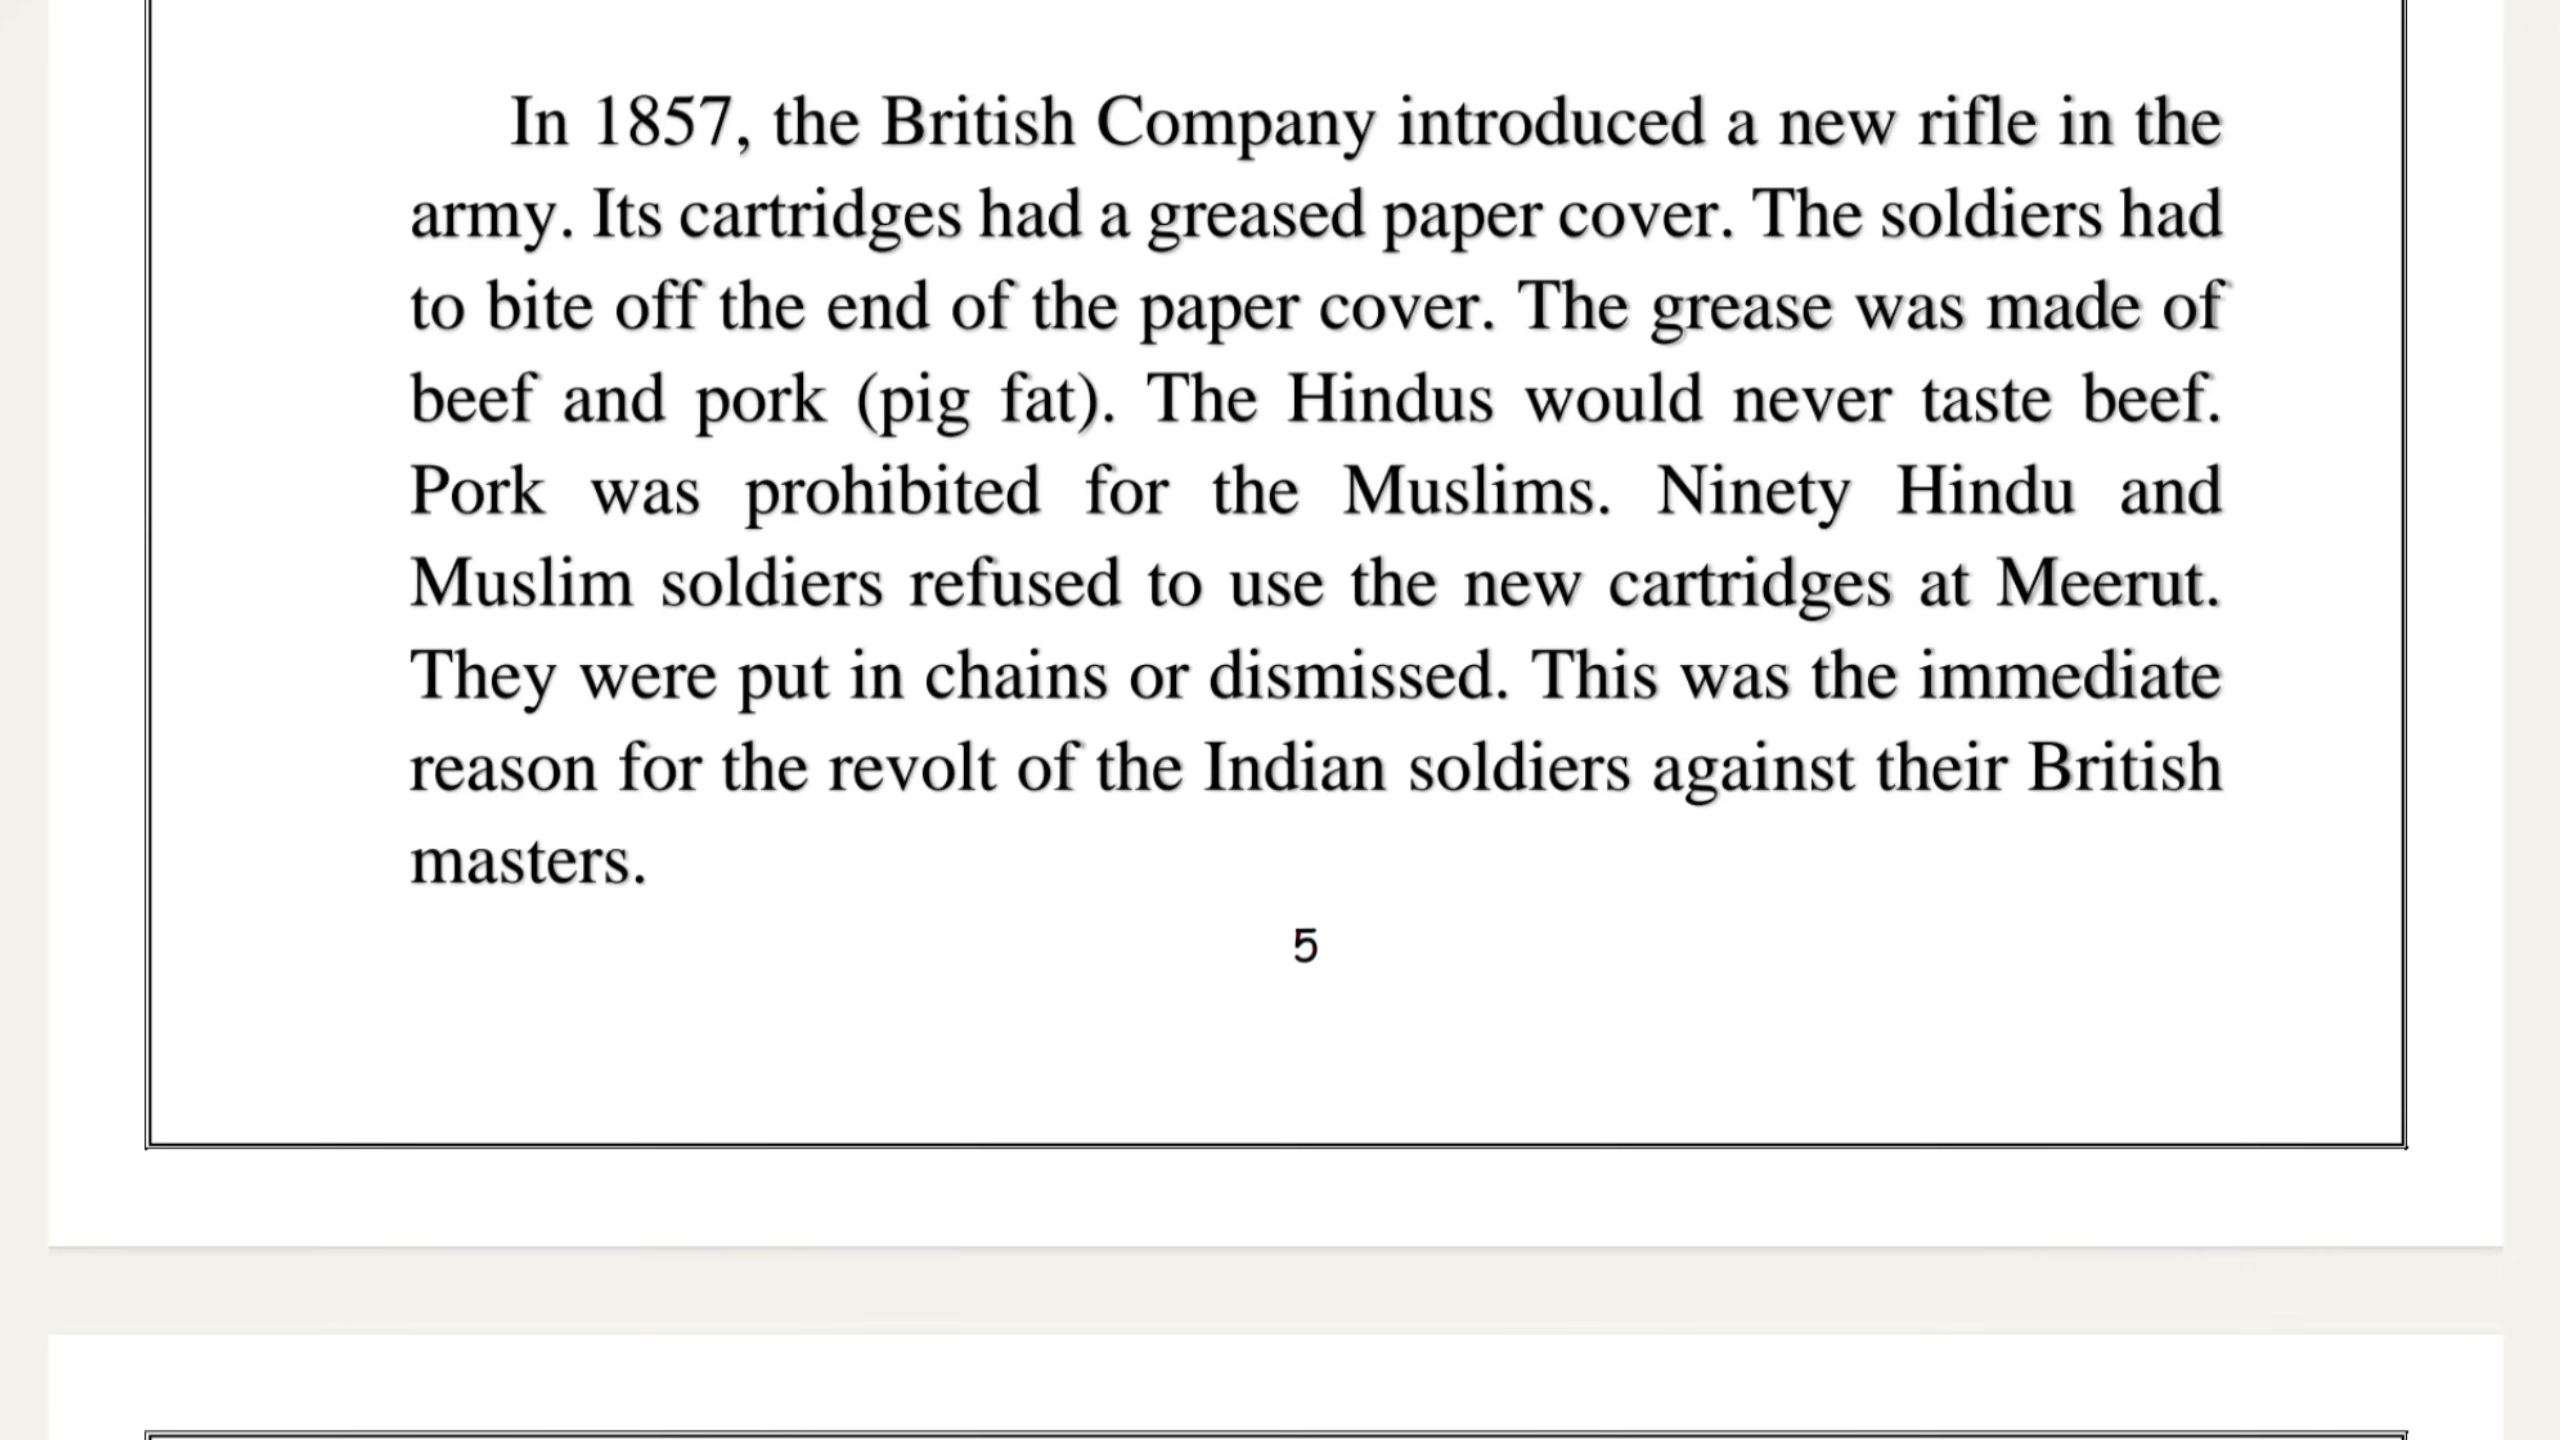 In 1857, the British Company introduced a new rifle in the
army. Its cartridges had a greased paper cover. The soldiers had
to bite off the end of the paper cover. The grease was made of
beef and pork (pig fat). The Hindus would never taste beef.
Pork was prohibited for the Muslims. Ninety Hindu and
Muslim soldiers refused to use the new cartridges at Meerut.
They were put in chains or dismissed. This was the immediate
reason for the revolt of the Indian soldiers against their British
masters.
5